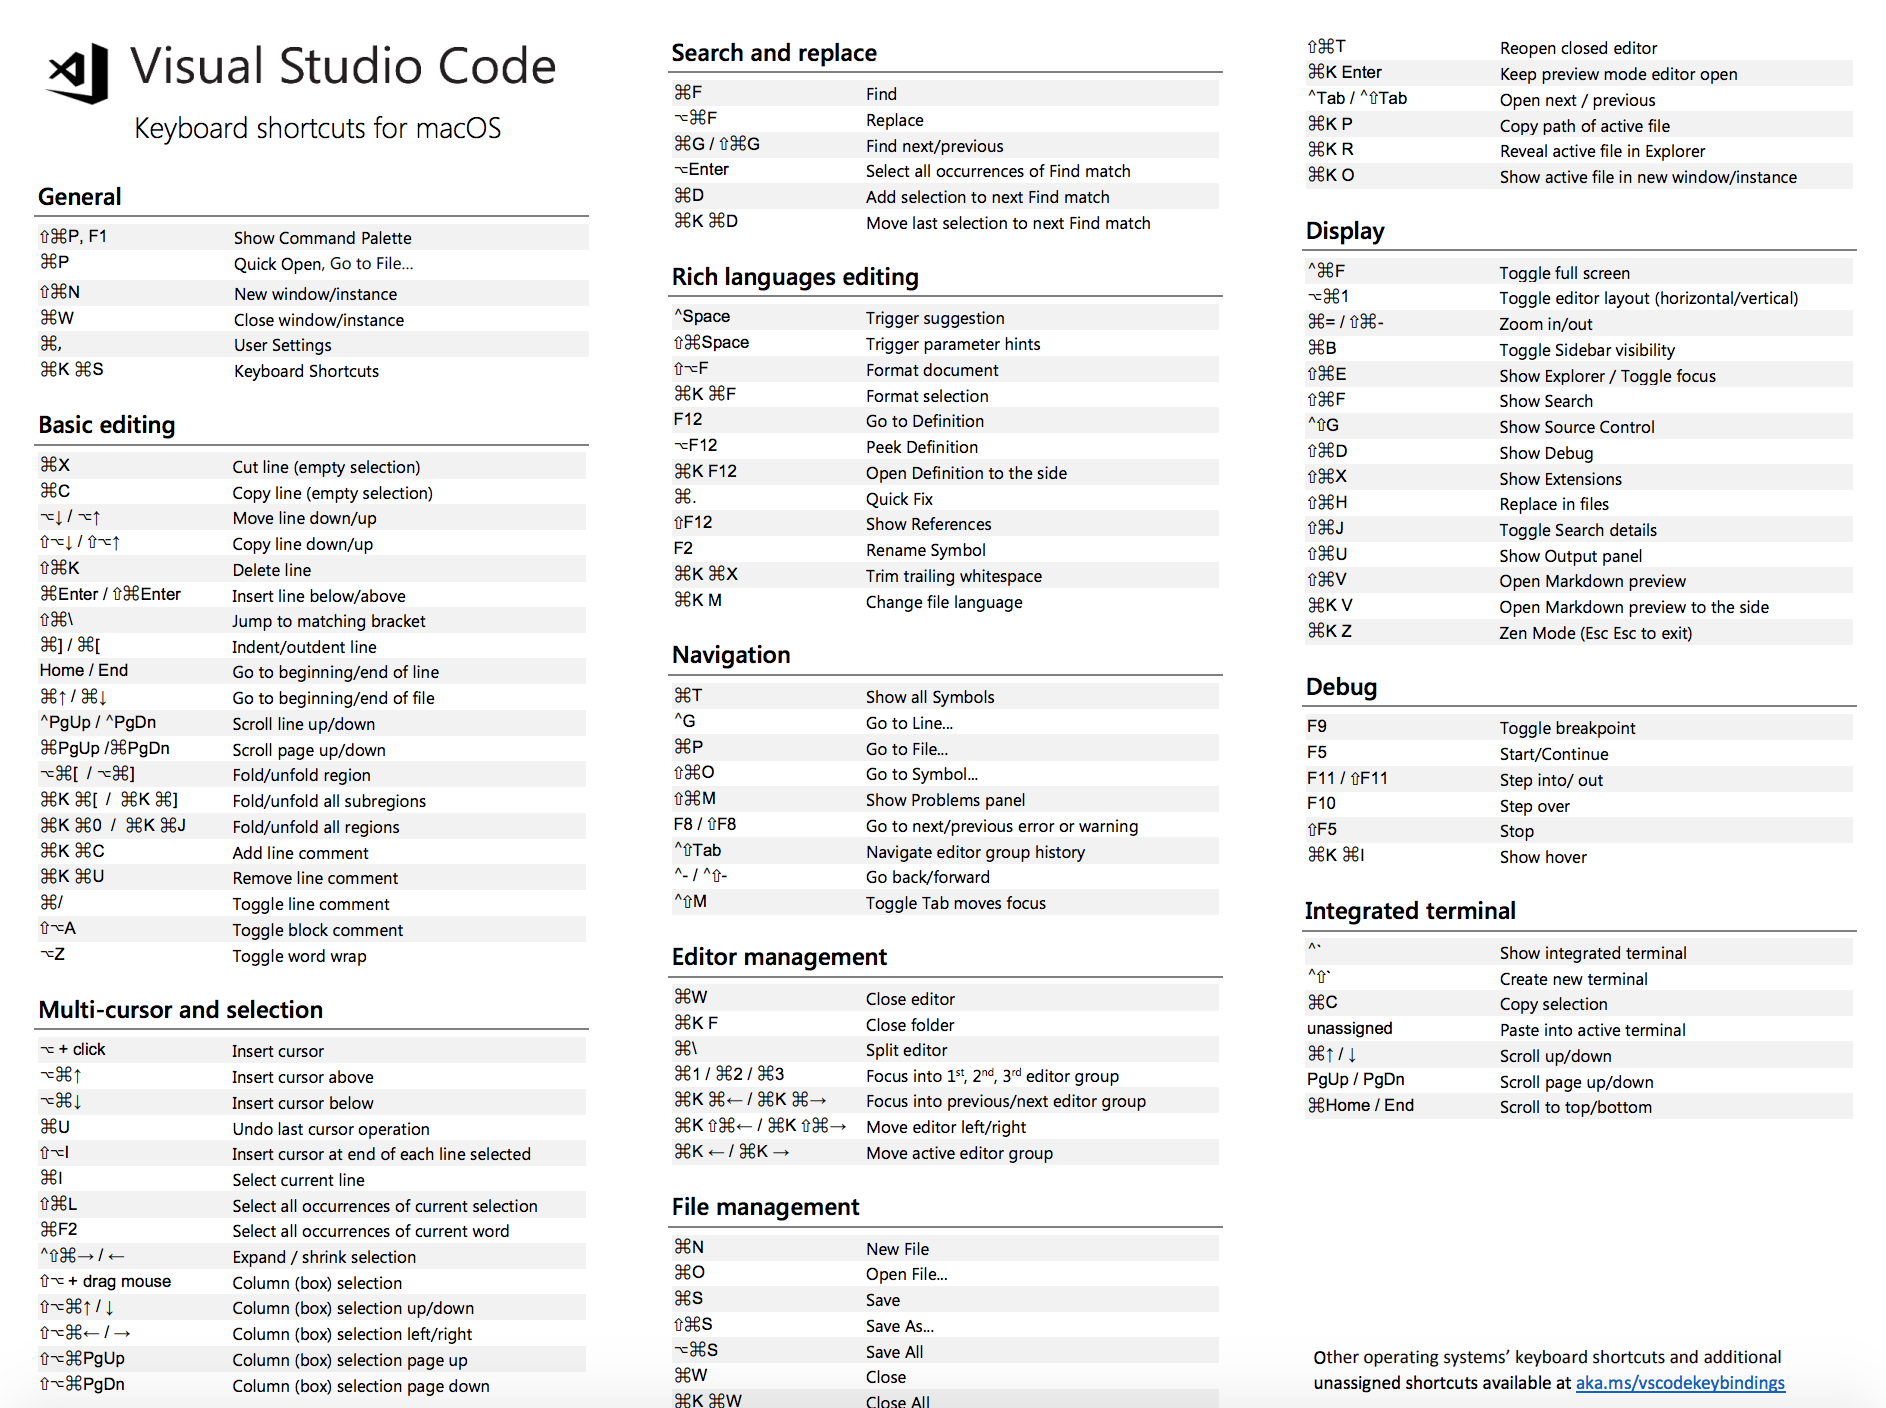 Visual Studio Code
Keyboard shortcuts for macOS
General
⇧⌘P, F1 Show Command Palette
⌘P Quick Open, Go to File...
⇧⌘N New window/instance
⌘W Close window/instance
⌘, User Settings
⌘K ⌘S Keyboard Shortcuts
Basic editing
⌘X Cut line (empty selection)
⌘C Copy line (empty selection)
⌥↓ / ⌥↑ Move line down/up
⇧⌥↓ / ⇧⌥↑ Copy line down/up
⇧⌘K Delete line
⌘Enter / ⇧⌘Enter Insert line below/above
⇧⌘\ Jump to matching bracket
⌘] / ⌘[ Indent/outdent line
Home / End Go to beginning/end of line
⌘↑ / ⌘↓ Go to beginning/end of file
^PgUp / ^PgDn Scroll line up/down
⌘PgUp /⌘PgDn Scroll page up/down
⌥⌘[ / ⌥⌘] Fold/unfold region
⌘K ⌘[ / ⌘K ⌘] Fold/unfold all subregions
⌘K ⌘0 / ⌘K ⌘J Fold/unfold all regions
⌘K ⌘C Add line comment
⌘K ⌘U Remove line comment
⌘/ Toggle line comment
⇧⌥A Toggle block comment
⌥Z Toggle word wrap
Multi-cursor and selection
⌥ + click Insert cursor
⌥⌘↑ Insert cursor above
⌥⌘↓ Insert cursor below
⌘U Undo last cursor operation
⇧⌥I Insert cursor at end of each line selected
⌘I Select current line
⇧⌘L Select all occurrences of current selection
⌘F2 Select all occurrences of current word
^⇧⌘→ / ← Expand / shrink selection
⇧⌥ + drag mouse Column (box) selection
⇧⌥⌘↑ / ↓ Column (box) selection up/down
⇧⌥⌘← / → Column (box) selection left/right
⇧⌥⌘PgUp Column (box) selection page up
⇧⌥⌘PgDn Column (box) selection page down
Search and replace
⌘F Find
⌥⌘F Replace
⌘G / ⇧⌘G Find next/previous
⌥Enter Select all occurrences of Find match
⌘D Add selection to next Find match
⌘K ⌘D Move last selection to next Find match
Rich languages editing
^Space Trigger suggestion
⇧⌘Space Trigger parameter hints
⇧⌥F Format document
⌘K ⌘F Format selection
F12 Go to Definition
⌥F12 Peek Definition
⌘K F12 Open Definition to the side
⌘. Quick Fix
⇧F12 Show References
F2 Rename Symbol
⌘K ⌘X Trim trailing whitespace
⌘K M Change file language
Navigation
⌘T Show all Symbols
^G Go to Line...
⌘P Go to File...
⇧⌘O Go to Symbol...
⇧⌘M Show Problems panel
F8 / ⇧F8 Go to next/previous error or warning
^⇧Tab Navigate editor group history
^- / ^⇧- Go back/forward
^⇧M Toggle Tab moves focus
Editor management
⌘W Close editor
⌘K F Close folder
⌘\ Split editor
⌘1 / ⌘2 / ⌘3 Focus into 1st, 2nd, 3rd editor group
⌘K ⌘← / ⌘K ⌘→ Focus into previous/next editor group
⌘K ⇧⌘← / ⌘K ⇧⌘→ Move editor left/right
⌘K ← / ⌘K → Move active editor group
File management
⌘N New File
⌘O Open File...
⌘S Save
⇧⌘S Save As...
⌥⌘S Save All
⌘W Close
⌘K ⌘W Close All
⇧⌘T Reopen closed editor
⌘K Enter Keep preview mode editor open
^Tab / ^⇧Tab Open next / previous
⌘K P Copy path of active file
⌘K R Reveal active file in Explorer
⌘K O Show active file in new window/instance
Display
^⌘F Toggle full screen
⌥⌘1 Toggle editor layout (horizontal/vertical)
⌘= / ⇧⌘- Zoom in/out
⌘B Toggle Sidebar visibility
⇧⌘E Show Explorer / Toggle focus
⇧⌘F Show Search
^⇧G Show Source Control
⇧⌘D Show Debug
⇧⌘X Show Extensions
⇧⌘H Replace in files
⇧⌘J Toggle Search details
⇧⌘U Show Output panel
⇧⌘V Open Markdown preview
⌘K V Open Markdown preview to the side
⌘K Z Zen Mode (Esc Esc to exit)
Debug
F9 Toggle breakpoint
F5 Start/Continue
F11 / ⇧F11 Step into/ out
F10 Step over
⇧F5 Stop
⌘K ⌘I Show hover
Integrated terminal
^` Show integrated terminal
^⇧` Create new terminal
⌘C Copy selection
unassigned Paste into active terminal
⌘↑ / ↓ Scroll up/down
PgUp / PgDn Scroll page up/down
⌘Home / End Scroll to top/bottom
Other operating systems’ keyboard shortcuts and additional
unassigned shortcuts available at aka.ms/vscodekeybindings